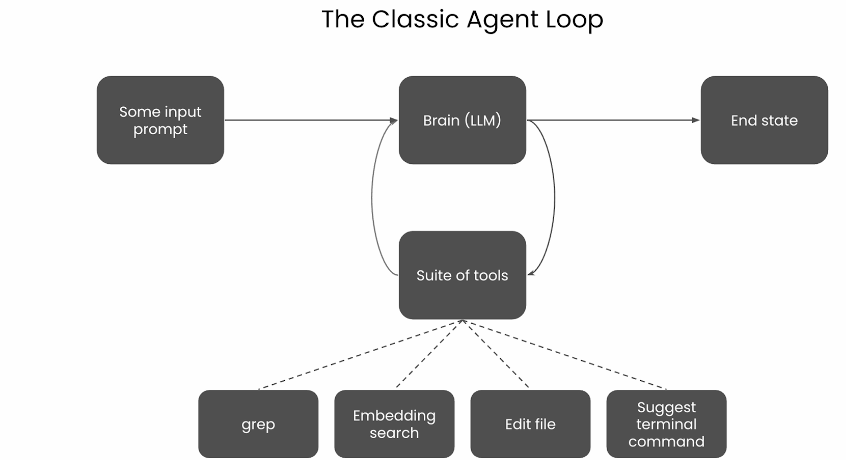 The Classic Agent Loop
Some input
prompt
Brain (LLM)
End state
Suite of tools
grep
Embedding
search
Edit file
Suggest
terminal
command